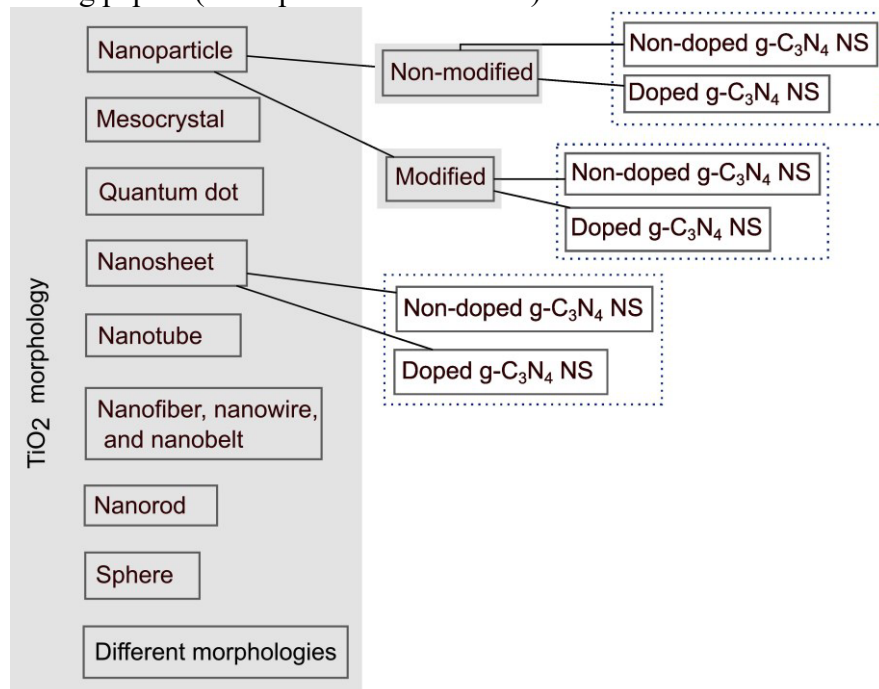 Nanoparticle
Non-modified
Non-doped g-C₃N₄ NS
Doped g-C₃N₄ NS
Mesocrystal
Modified
Non-doped g-C₃N₄ NS
Doped g-C₃N₄ NS
Quantum dot
Nanosheet
Non-doped g-C₃N₄ NS
Doped g-C₃N₄ NS
Nanotube
Nanofiber, nanowire,
and nanobelt
Nanorod
Sphere
Different morphologies
TiO₂ morphology